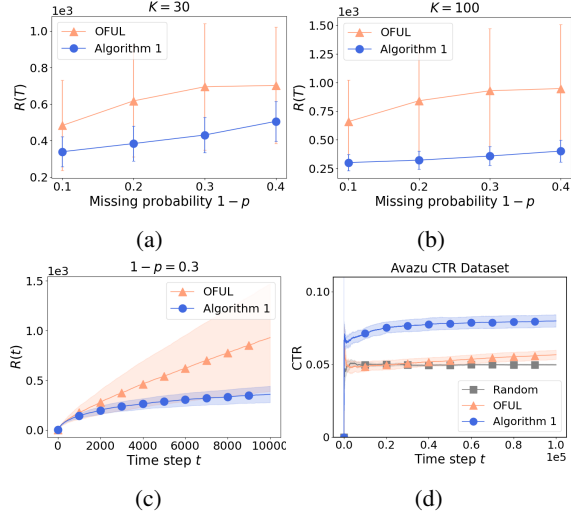 K = 30
1e3
OFUL
Algorithm 1
R(T)
1.0
0.8
0.6
0.4
0.2
0.1 0.2 0.3 0.4
Missing probability 1 − p
(a)
K = 100
1e3
OFUL
Algorithm 1
R(T)
1.50
1.25
1.00
0.75
0.50
0.25
0.1 0.2 0.3 0.4
Missing probability 1 − p
(b)
1 − p = 0.3
1e3
OFUL
Algorithm 1
R(t)
1.5
1.0
0.5
0.0
0 2000 4000 6000 8000 10000
Time step t
(c)
Avazu CTR Dataset
CTR
0.10
0.05
0
Random
OFUL
Algorithm 1
0.0 0.2 0.4 0.6 0.8 1.0
1e5
Time step t
(d)